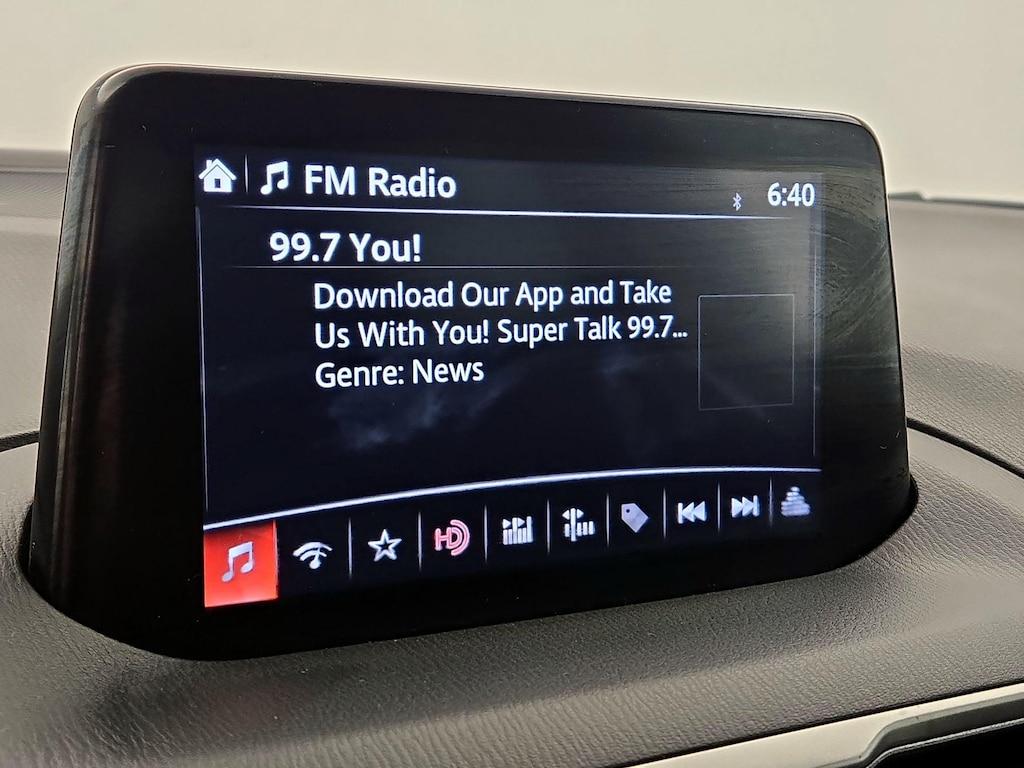 FM Radio
6:40
99.7 You!
Download Our App and Take
Us With You! Super Talk 99.7...
Genre: News
HD